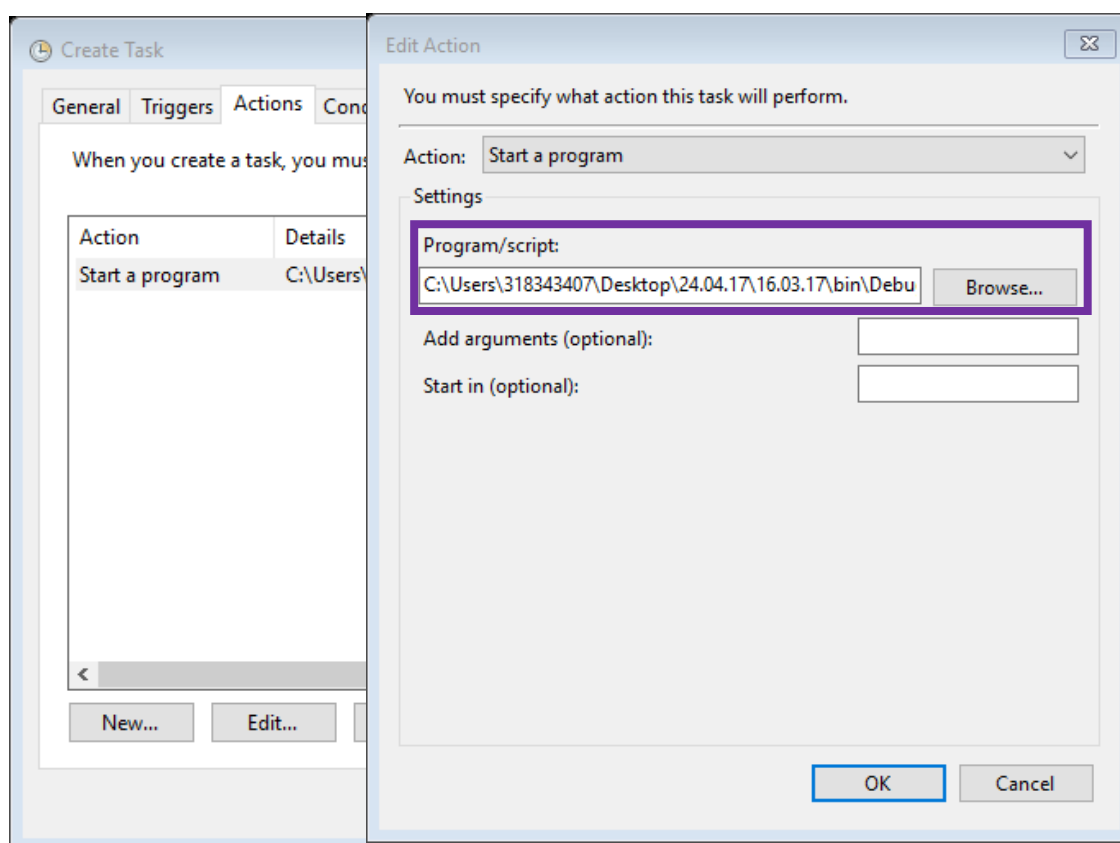 Create Task
General Triggers Actions Cond
When you create a task, you mus
Action Details
Start a program C:\Users\
New... Edit...
Edit Action
You must specify what action this task will perform.
Action: Start a program
Settings
Program/script:
C:\Users\318343407\Desktop\24.04.17\16.03.17\bin\Debu
Browse...
Add arguments (optional):
Start in (optional):
OK Cancel